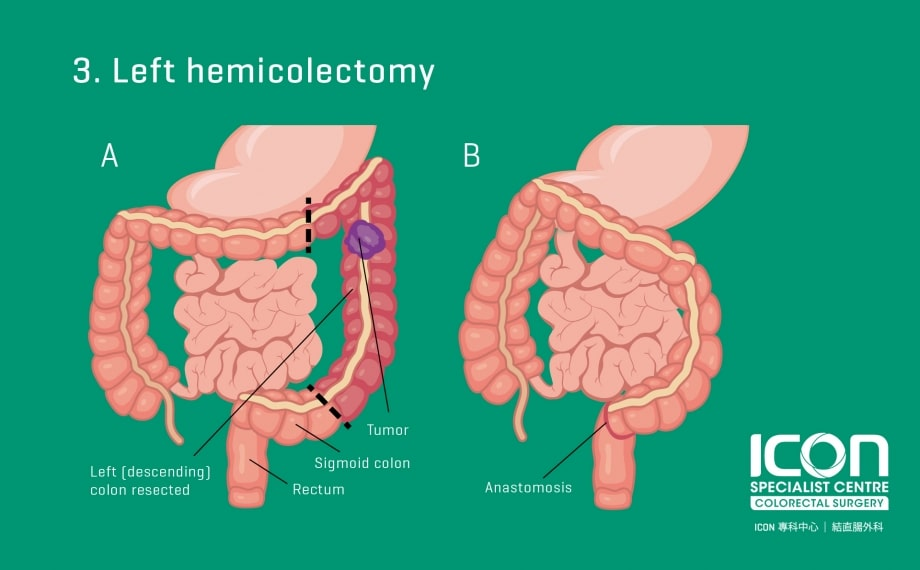 3. Left hemicolectomy
A
B
Tumor
Sigmoid colon
Left (descending)
colon resected
Rectum
Anastomosis
ICON
SPECIALIST CENTRE
COLORECTAL SURGERY
ICON 專科中心 | 結直腸外科